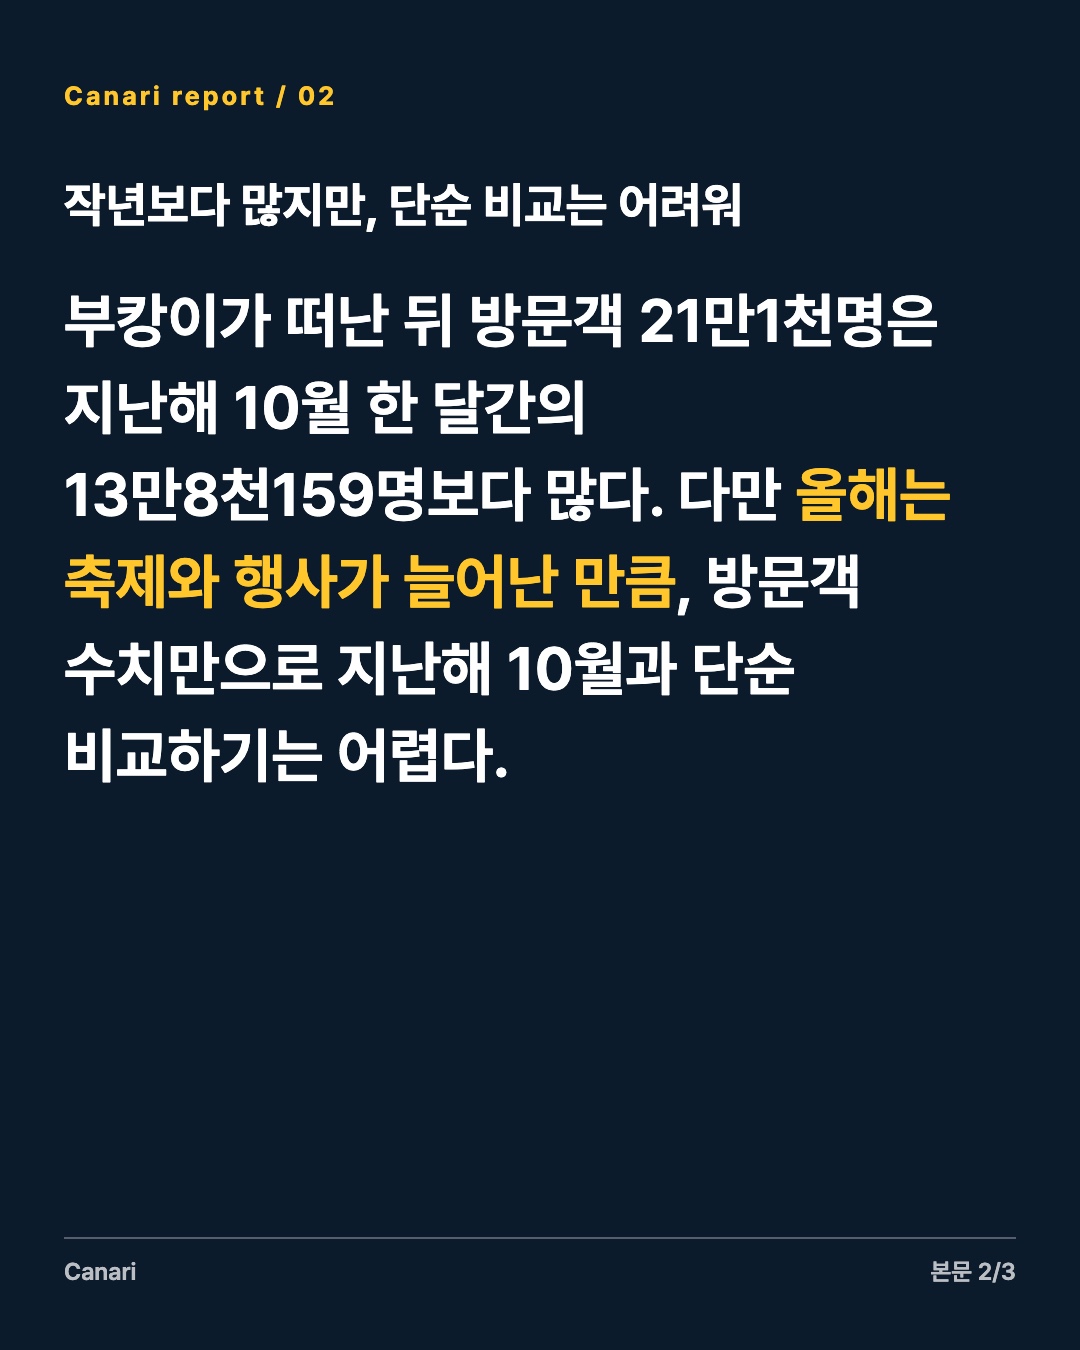 Canari report / 02
작년보다 많지만, 단순 비교는 어려워
부캉이가 떠난 뒤 방문객 21만1천명은
지난해 10월 한 달간의
13만8천159명보다 많다. 다만 올해는
축제와 행사가 늘어난 만큼, 방문객
수치만으로 지난해 10월과 단순
비교하기는 어렵다.
Canari
본문 2/3